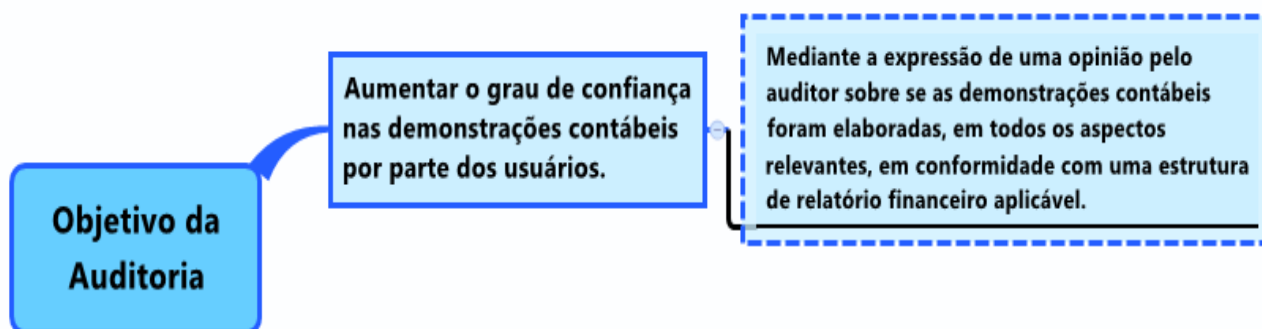 Objetivo da
Auditoria
Aumentar o grau de confiança
nas demonstrações contábeis
por parte dos usuários.
Mediante a expressão de uma opinião pelo
auditor sobre se as demonstrações contábeis
foram elaboradas, em todos os aspectos
relevantes, em conformidade com uma estrutura
de relatório financeiro aplicável.